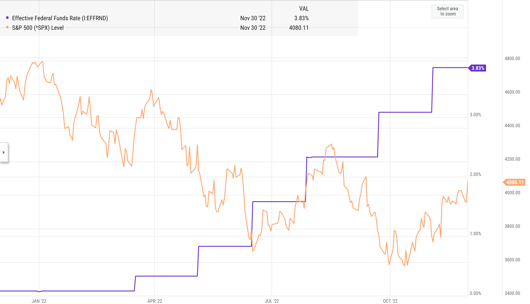 VAL
Effective Federal Funds Rate (I:EFFRND) Nov 30 '22 3.83%
S&P 500 (^SPX) Level Nov 30 '22 4080.11
Select area
to zoom
4800.00
3.83%
4600.00
4400.00
3.00%
4200.00
2.00%
4080.11
4000.00
3800.00
1.00%
3600.00
0.00%
3400.00
JAN '22 APR '22 JUL '22 OCT '22